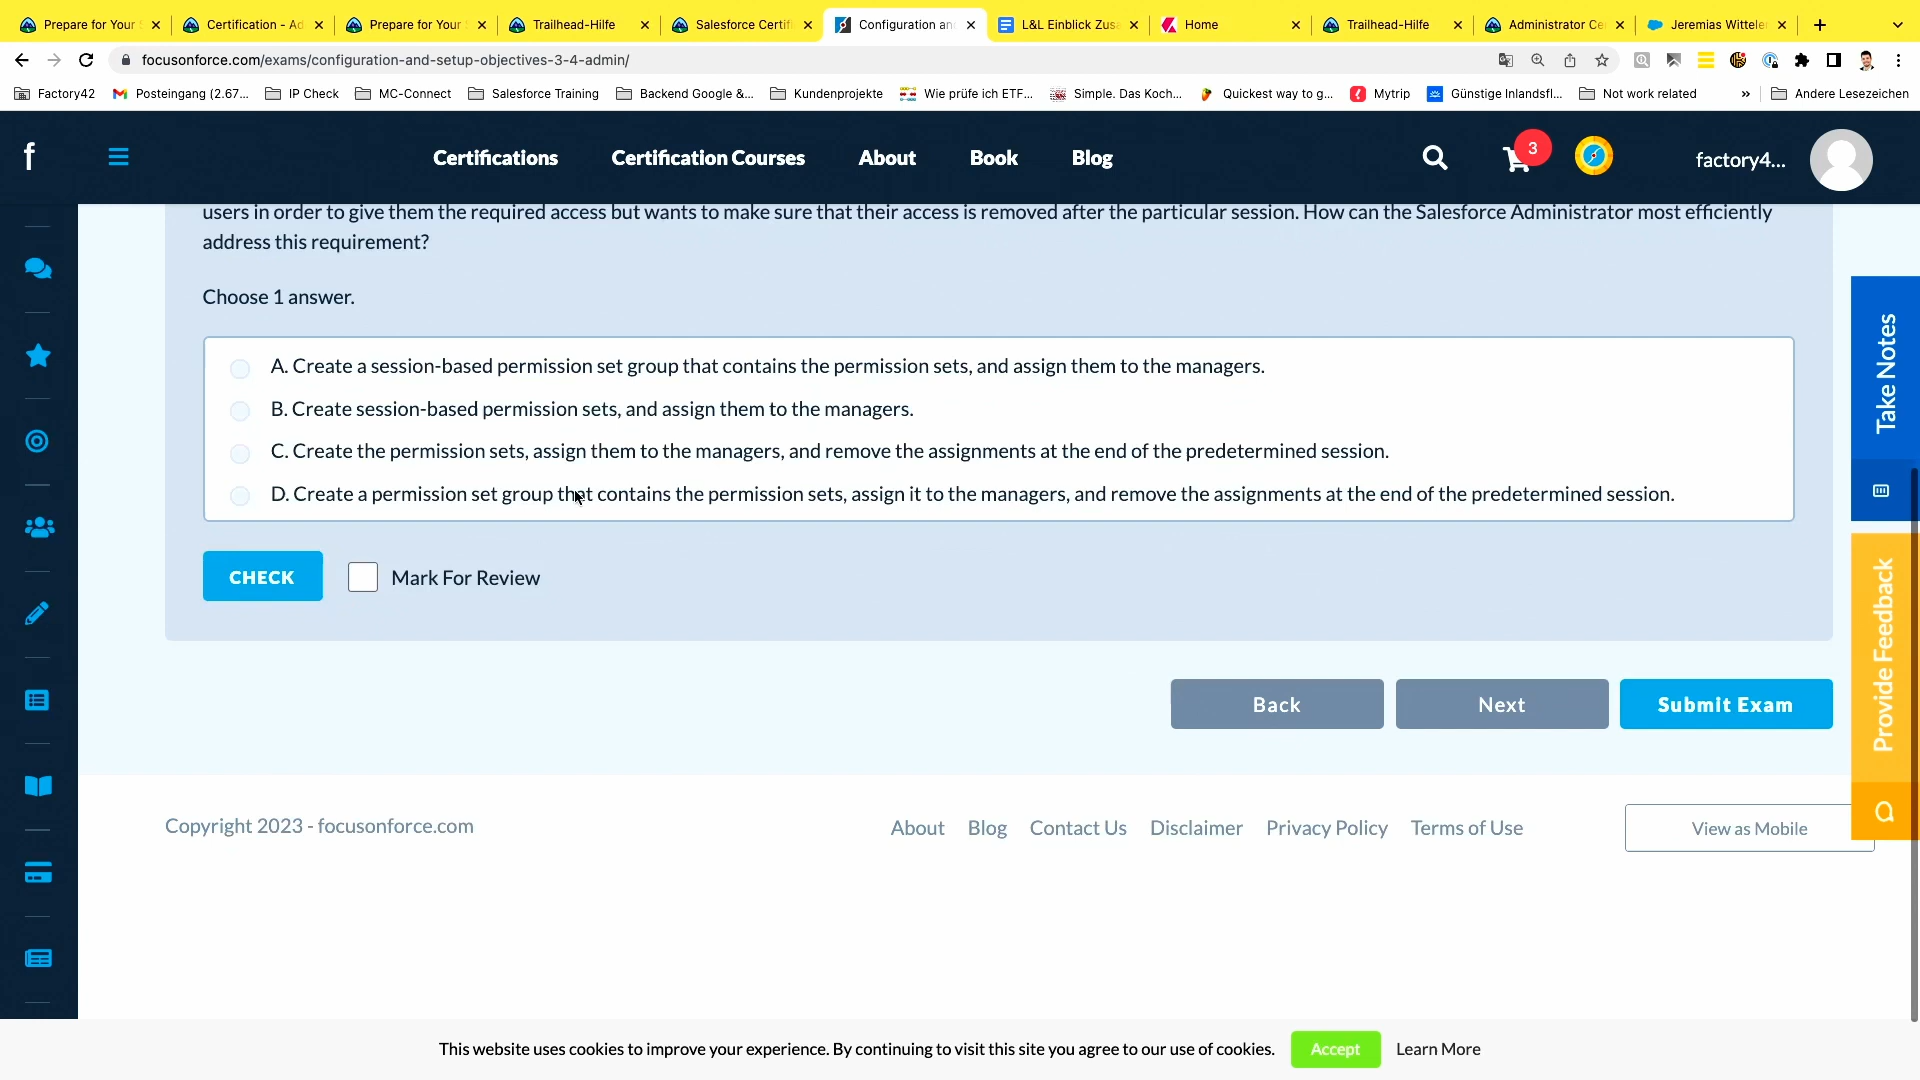 Prepare for Your
Certification - Ad
Prepare for Your
Trailhead-Hilfe
Salesforce Certifi
Configuration an
L&L Einblick Zus
Home
Trailhead-Hilfe
Administrator Ce
Jeremias Wittele
focusonforce.com/exams/configuration-and-setup-objectives-3-4-admin/
Factory42
Posteingang (2.67...
IP Check
MC-Connect
Salesforce Training
Backend Google &...
Kundenprojekte
Wie prüfe ich ETF...
Simple. Das Koch...
Quickest way to g...
Mytrip
Günstige Inlandsfl...
Not work related
»
Andere Lesezeichen
f
Certifications
Certification Courses
About
Book
Blog
3
factory4...
users in order to give them the required access but wants to make sure that their access is removed after the particular session. How can the Salesforce Administrator most efficiently
address this requirement?
Choose 1 answer.
A. Create a session-based permission set group that contains the permission sets, and assign them to the managers.
B. Create session-based permission sets, and assign them to the managers.
C. Create the permission sets, assign them to the managers, and remove the assignments at the end of the predetermined session.
D. Create a permission set group that contains the permission sets, assign it to the managers, and remove the assignments at the end of the predetermined session.
CHECK
Mark For Review
Take Notes
Provide Feedback
Back
Next
Submit Exam
Copyright 2023 - focusonforce.com
About
Blog
Contact Us
Disclaimer
Privacy Policy
Terms of Use
View as Mobile
This website uses cookies to improve your experience. By continuing to visit this site you agree to our use of cookies.
Accept
Learn More